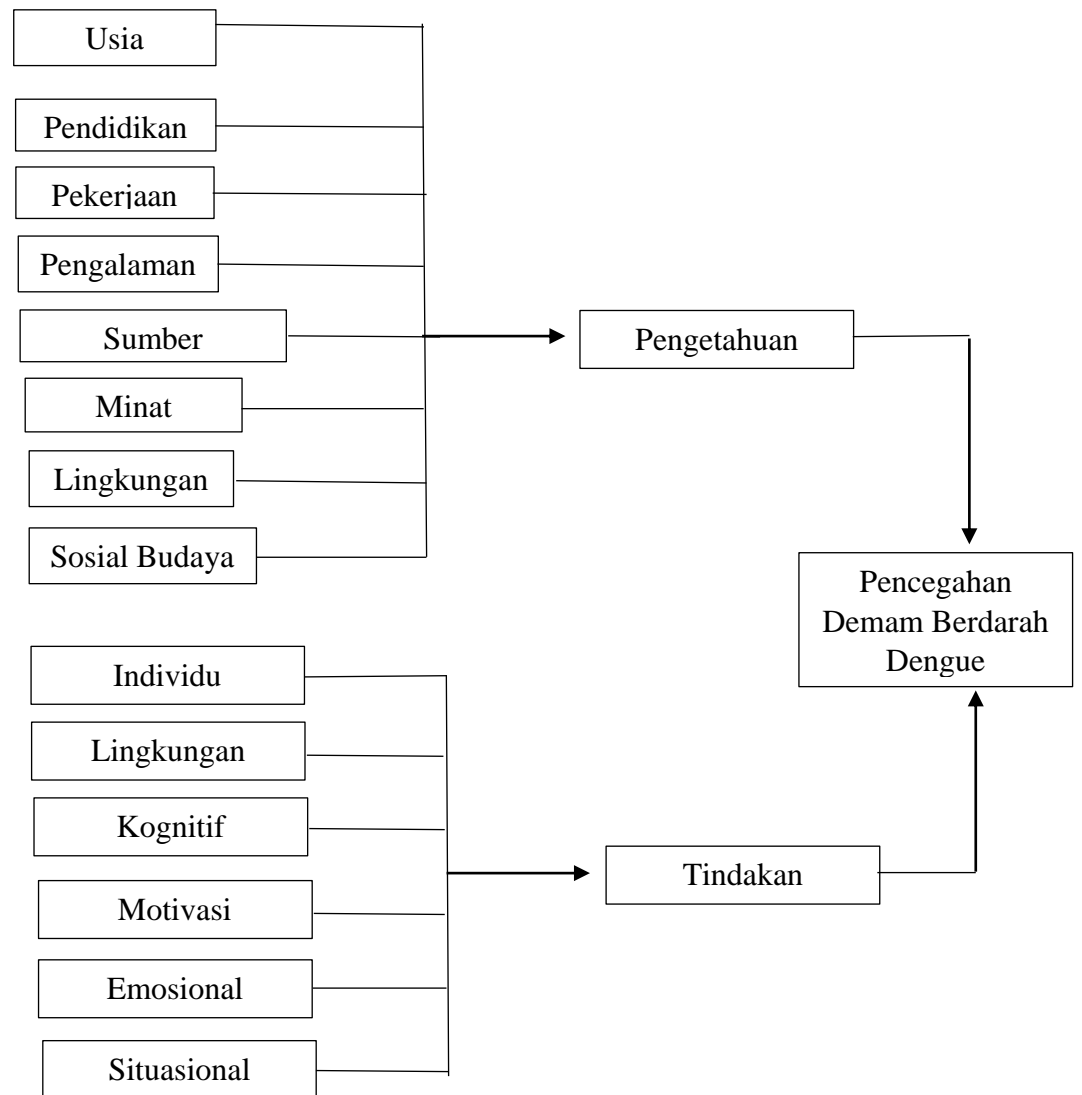 Usia
Pendidikan
Pekerjaan
Pengalaman
Sumber
Minat
Lingkungan
Sosial Budaya
Pengetahuan
Pencegahan
Demam Berdarah
Dengue
Individu
Lingkungan
Kognitif
Motivasi
Emosional
Situasional
Tindakan